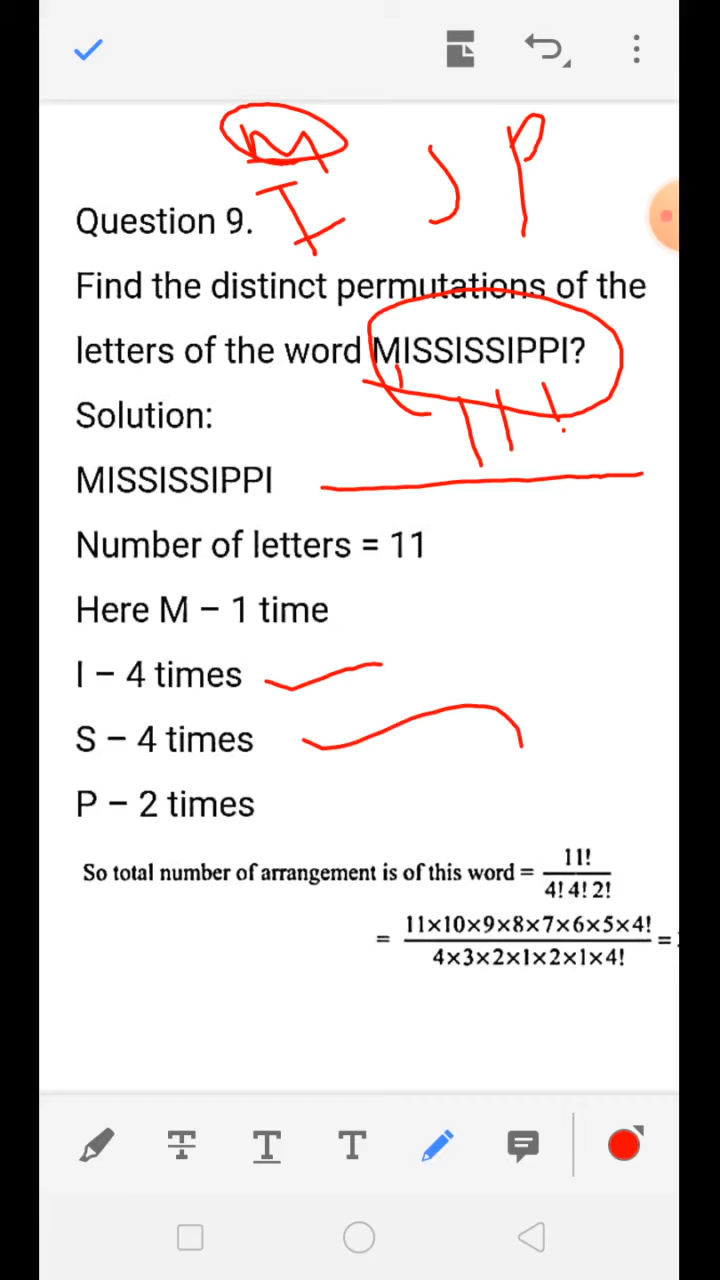 M
I S P
Question 9.
Find the distinct permutations of the
letters of the word MISSISSIPPI?
11!
Solution:
MISSISSIPPI
Number of letters = 11
Here M – 1 time
I – 4 times
S – 4 times
P – 2 times
So total number of arrangement is of this word = 11!/4! 4! 2!
= 11×10×9×8×7×6×5×4!/4×3×2×1×2×1×4! =